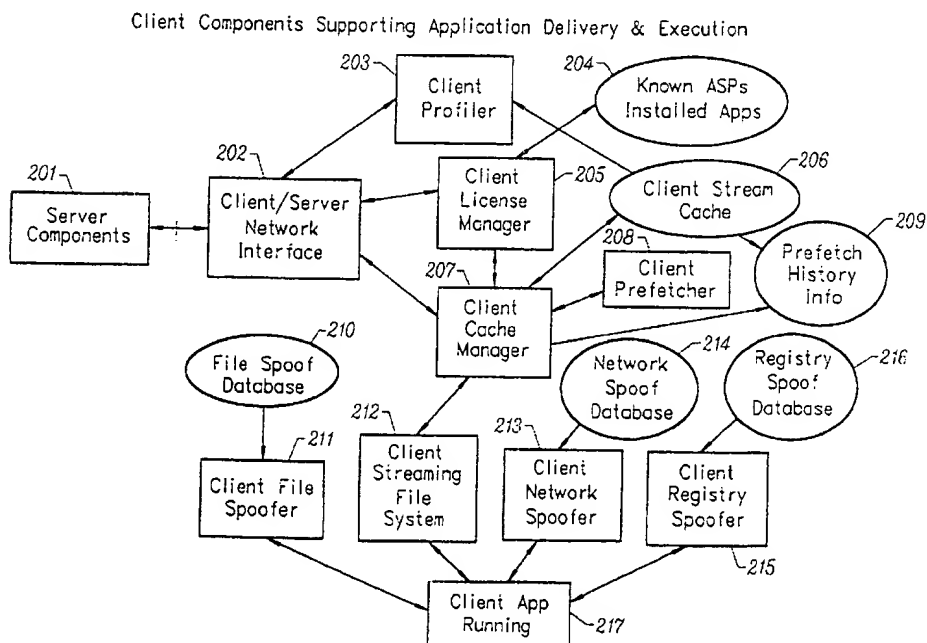 Client Components Supporting Application Delivery & Execution
203
Client
Profiler
204
Known ASPs
Installed Apps
201
Server
Components
202
Client/Server
Network
Interface
Client
License
Manager
205
206
Client Stream
Cache
209
Prefetch
History
Info
208
Client
Prefetcher
207
Client
Cache
Manager
210
File Spoof
Database
214
Network
Spoof
Database
216
Registry
Spoof
Database
211
Client File
Spoofer
212
Client
Streaming
File
System
213
Client
Network
Spoofer
Client
Registry
Spoofer
215
Client App
Running
217